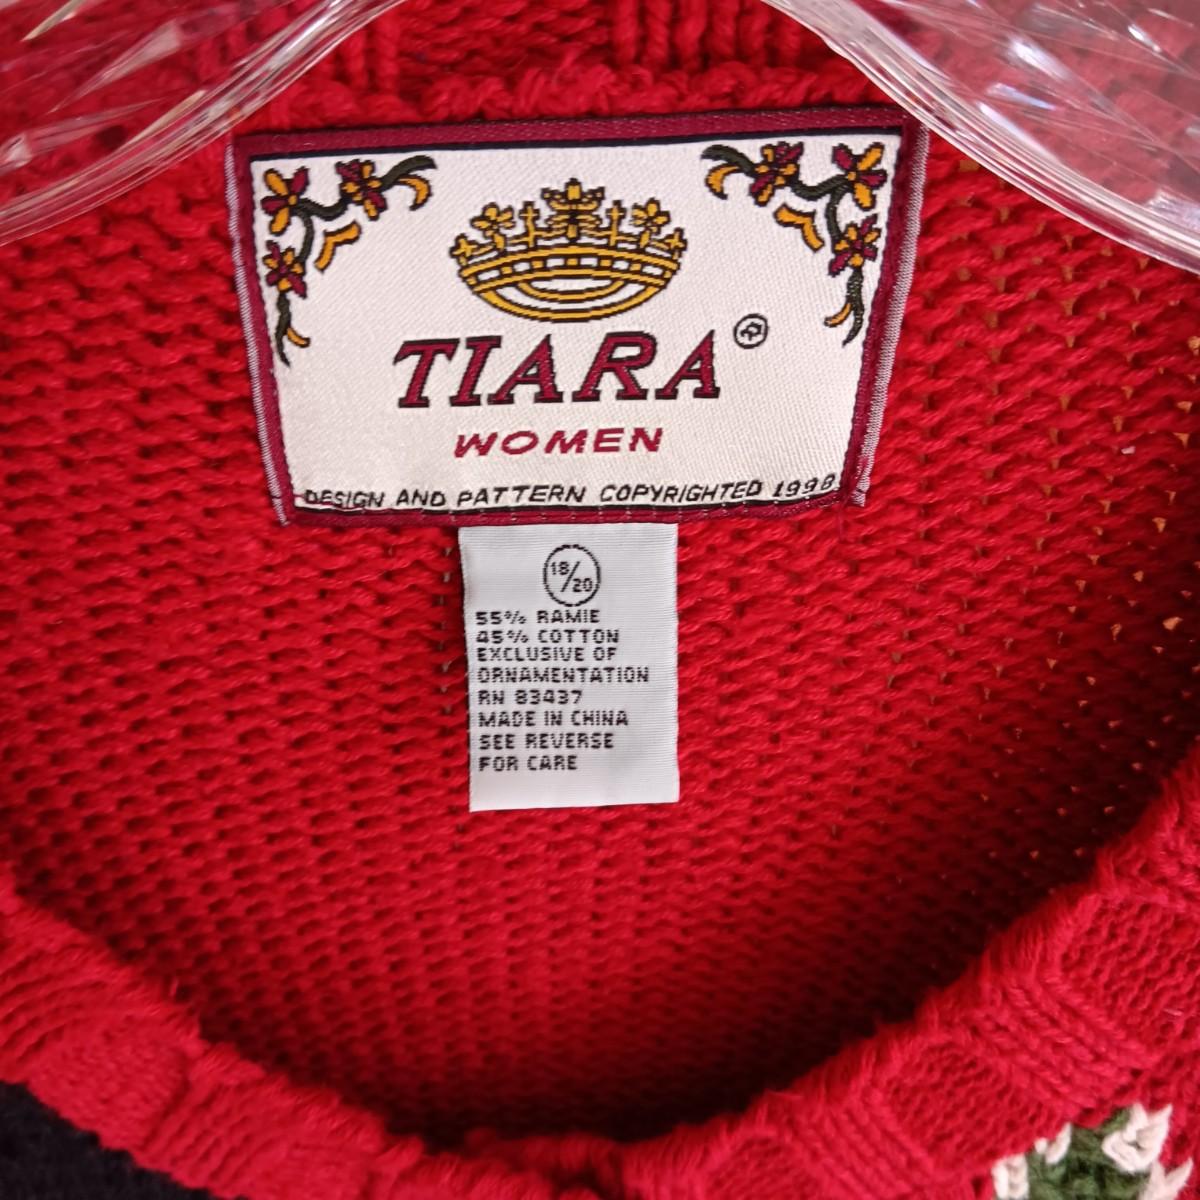 TIARA®
WOMEN
DESIGN AND PATTERN COPYRIGHTED 1998
18/20
55% RAMIE
45% COTTON
EXCLUSIVE OF
ORNAMENTATION
RN 83437
MADE IN CHINA
SEE REVERSE
FOR CARE